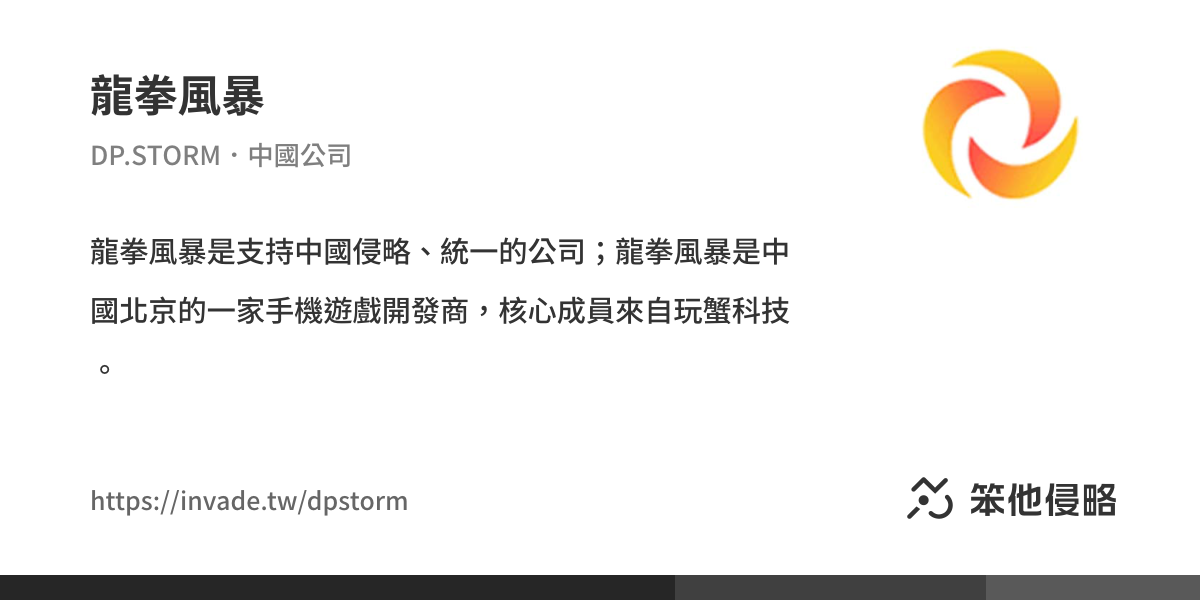 龍拳風暴
DP.STORM・中國公司
龍拳風暴是支持中國侵略、統一的公司；龍拳風暴是中
國北京的一家手機遊戲開發商，核心成員來自玩蟹科技
。
https://invade.tw/dpstorm
笨他侵略